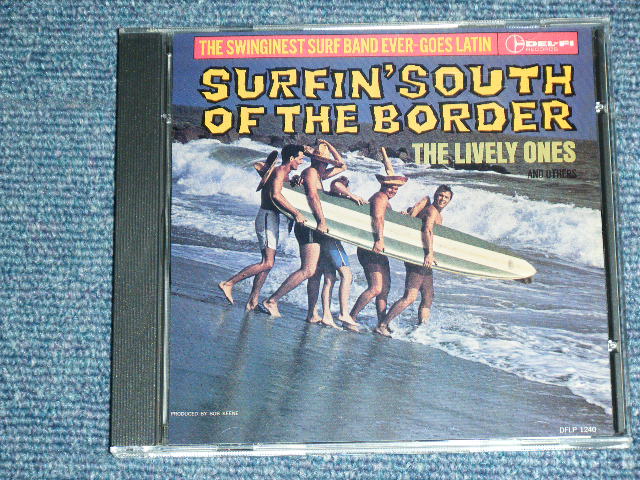 THE SWINGINEST SURF BAND EVER-GOES LATIN
DEL-FI
RECORDS
SURFIN' SOUTH
OF THE BORDER
THE LIVELY ONES
AND OTHERS
PRODUCED BY BOB KEENE
DFLP 1240